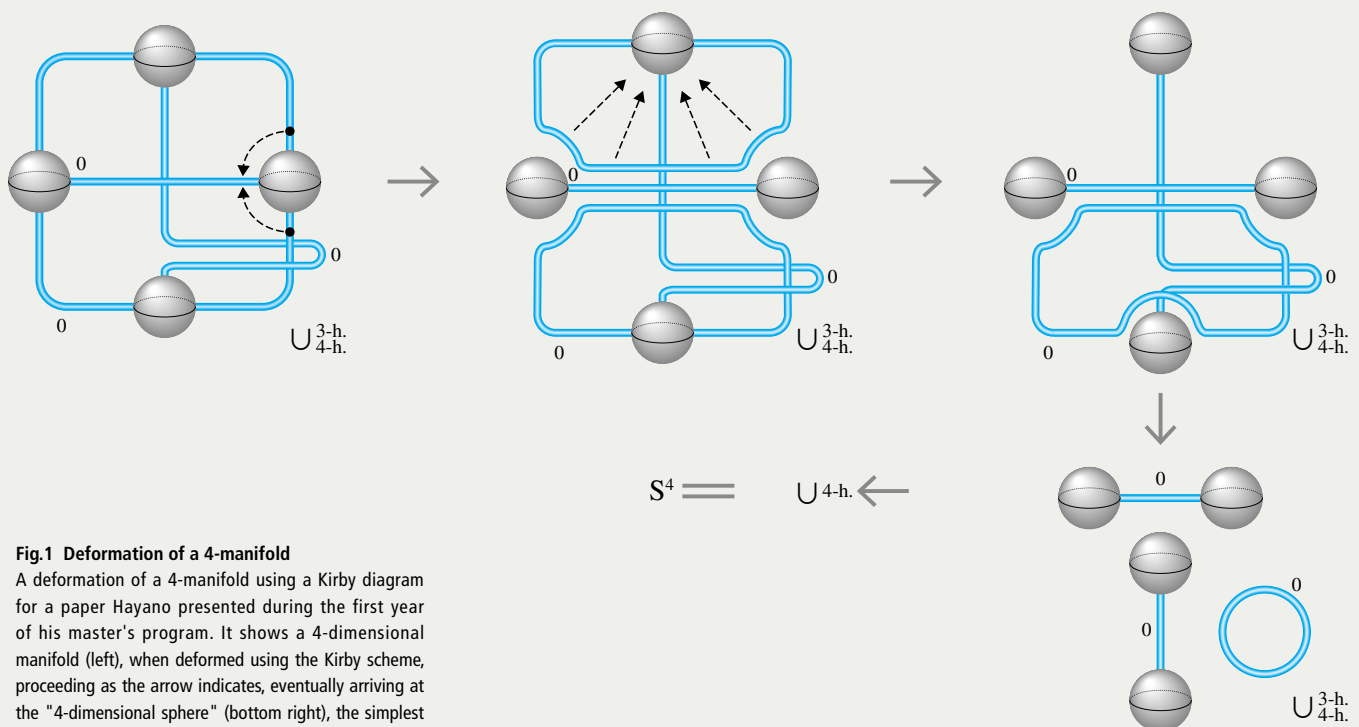 0
0
0
∪ 3-h.
4-h.
0
0
0
∪ 3-h.
4-h.
0
0
0
∪ 3-h.
4-h.
S⁴ = ∪ 4-h.
0
0
0
∪ 3-h.
4-h.
Fig.1 Deformation of a 4-manifold
A deformation of a 4-manifold using a Kirby diagram
for a paper Hayano presented during the first year
of his master's program. It shows a 4-dimensional
manifold (left), when deformed using the Kirby scheme,
proceeding as the arrow indicates, eventually arriving at
the "4-dimensional sphere" (bottom right), the simplest